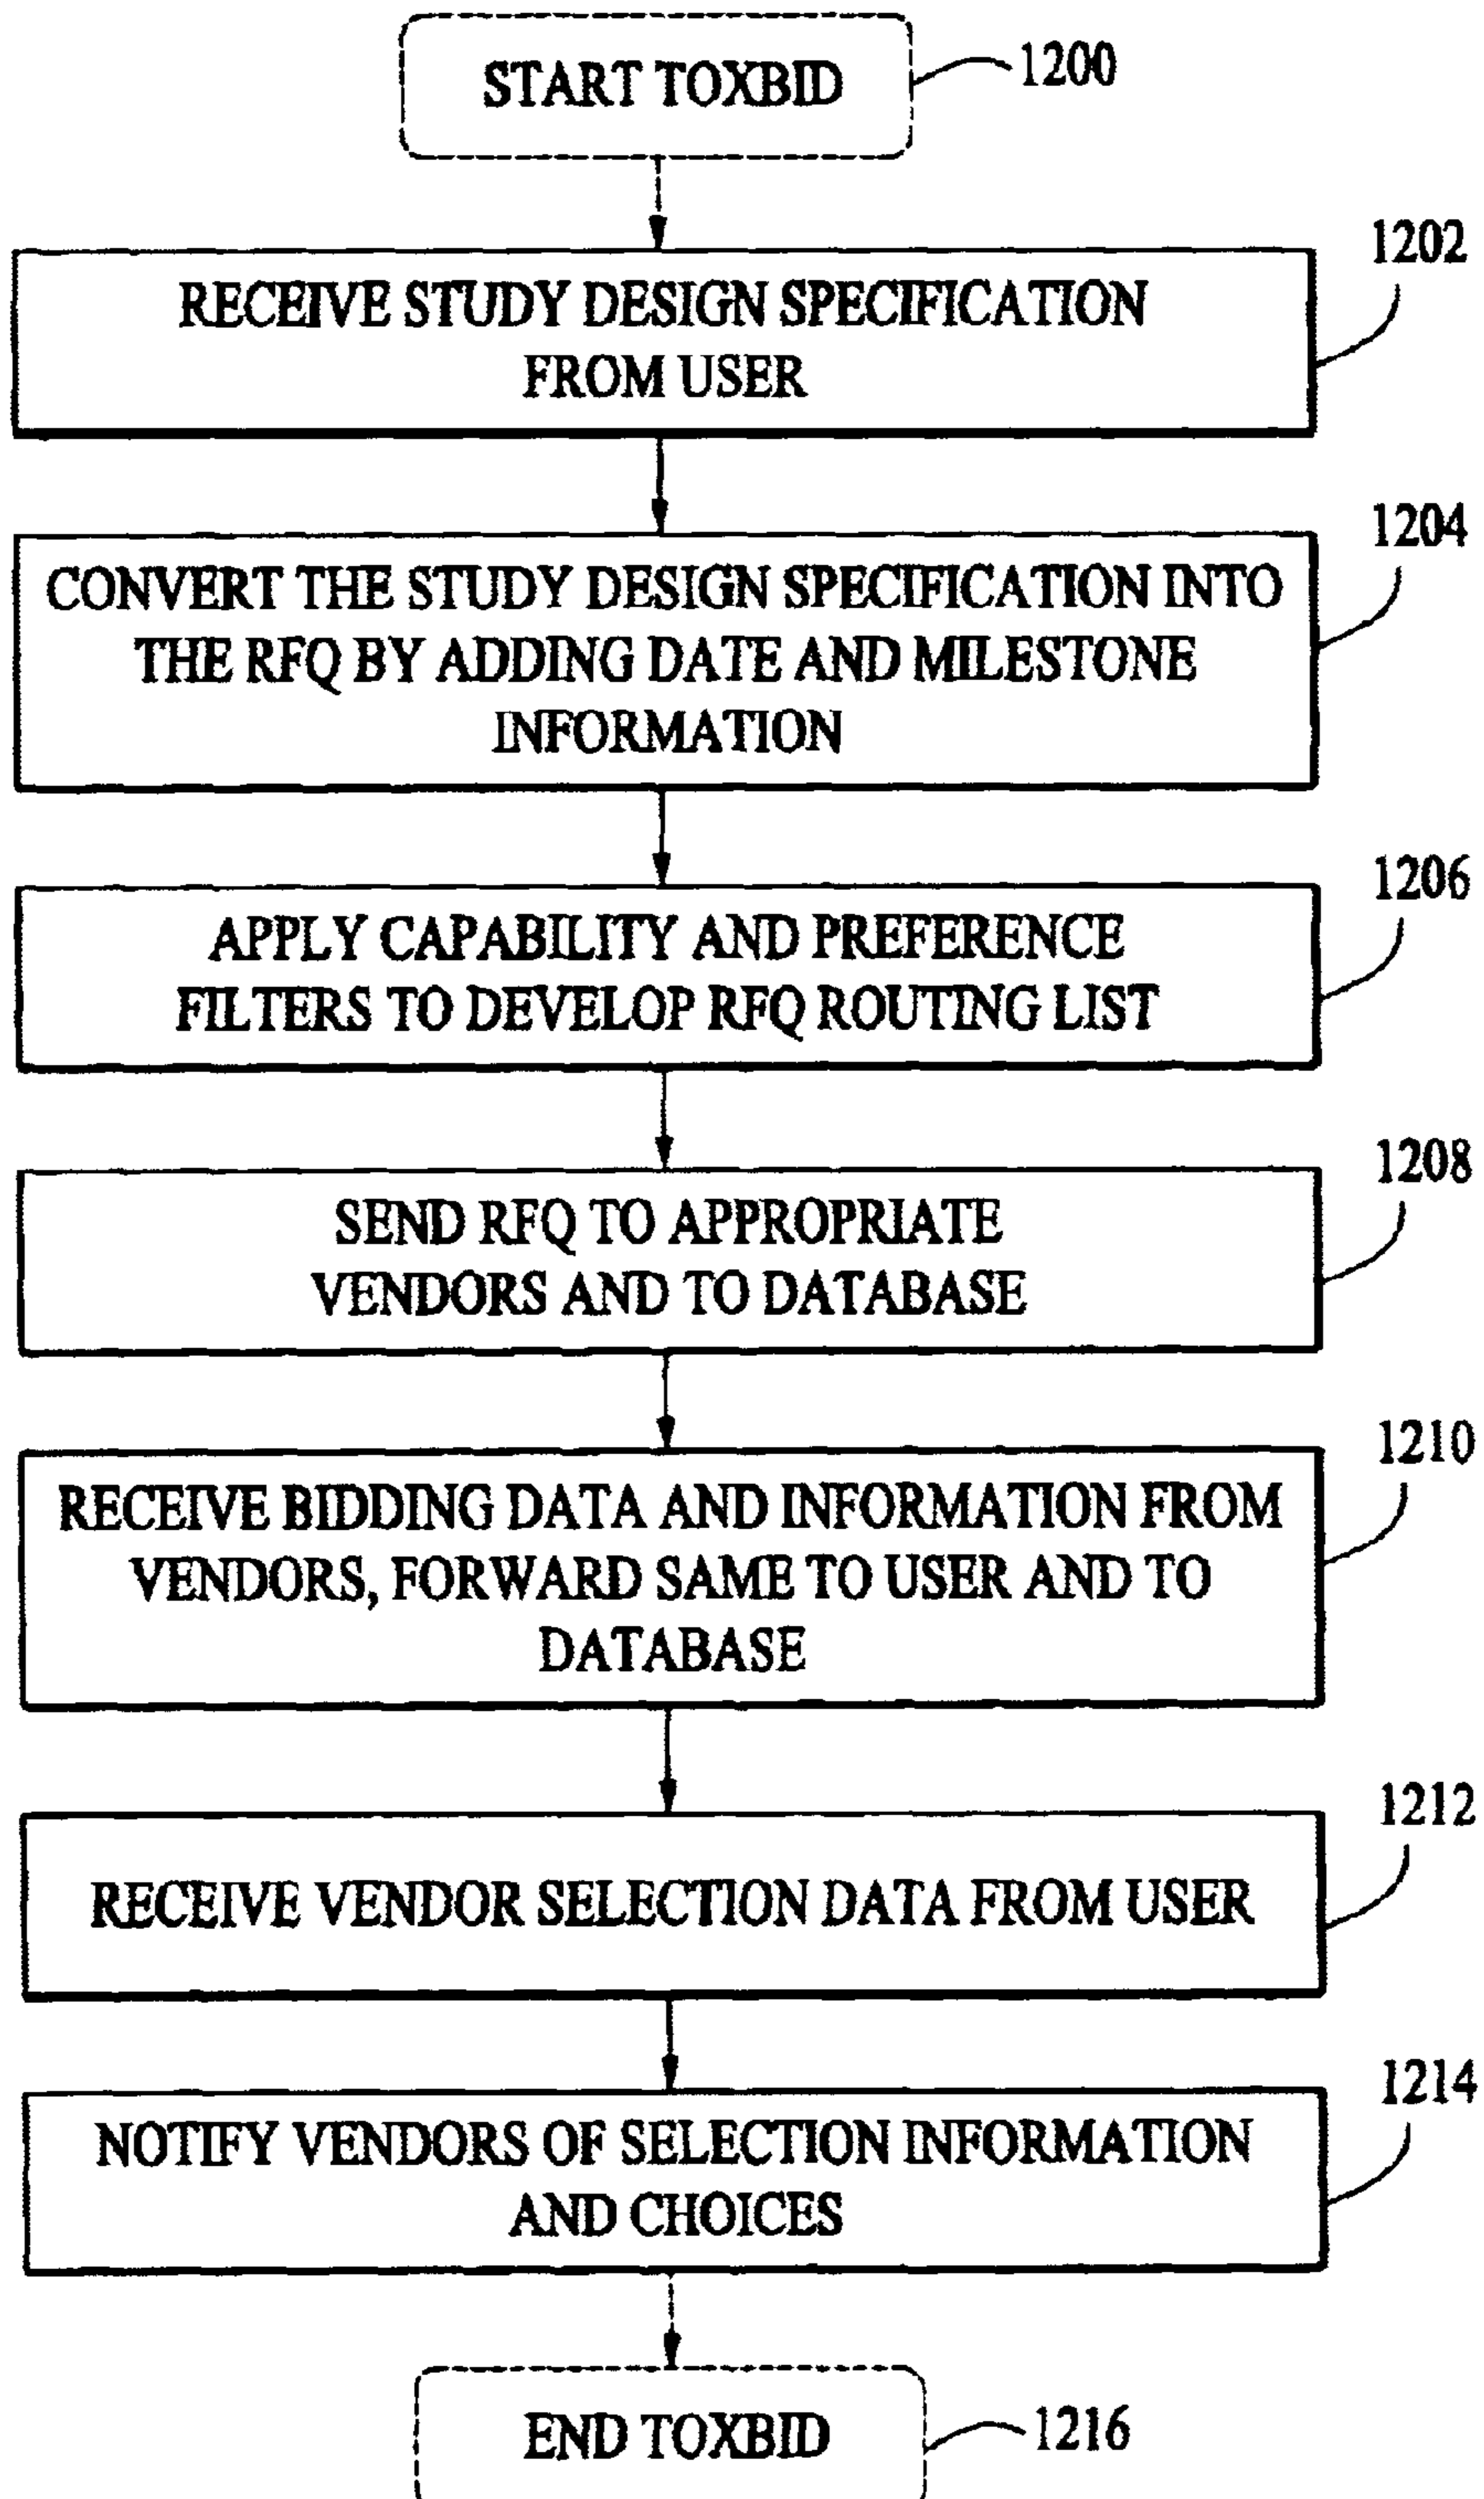 START TOXBID
1200
1202
RECEIVE STUDY DESIGN SPECIFICATION
FROM USER
1204
CONVERT THE STUDY DESIGN SPECIFICATION INTO
THE RFQ BY ADDING DATE AND MILESTONE
INFORMATION
1206
APPLY CAPABILITY AND PREFERENCE
FILTERS TO DEVELOP RFQ ROUTING LIST
1208
SEND RFQ TO APPROPRIATE
VENDORS AND TO DATABASE
1210
RECEIVE BIDDING DATA AND INFORMATION FROM
VENDORS, FORWARD SAME TO USER AND TO
DATABASE
1212
RECEIVE VENDOR SELECTION DATA FROM USER
1214
NOTIFY VENDORS OF SELECTION INFORMATION
AND CHOICES
END TOXBID
1216